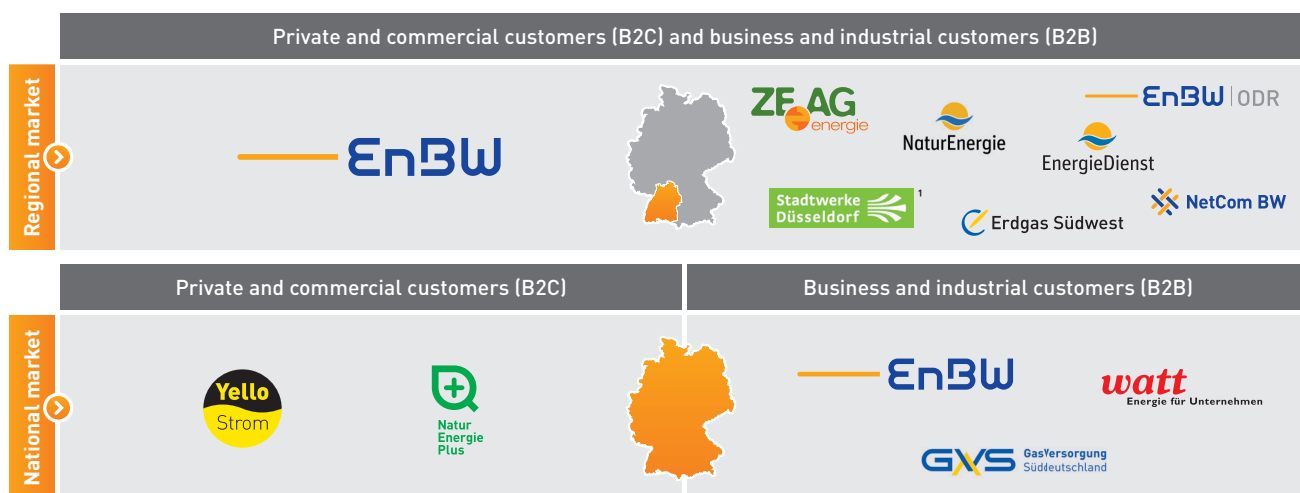 Private and commercial customers (B2C) and business and industrial customers (B2B)
Regional market
EnBW
ZEAG
energie
NaturEnergie
EnBW | ODR
EnergieDienst
Stadtwerke
Düsseldorf
1
Erdgas Südwest
NetCom BW
Private and commercial customers (B2C)
Business and industrial customers (B2B)
National market
Yello
Strom
Natur
Energie
Plus
EnBW
watt
Energie für Unternehmen
GVS
GasVersorgung
Süddeutschland